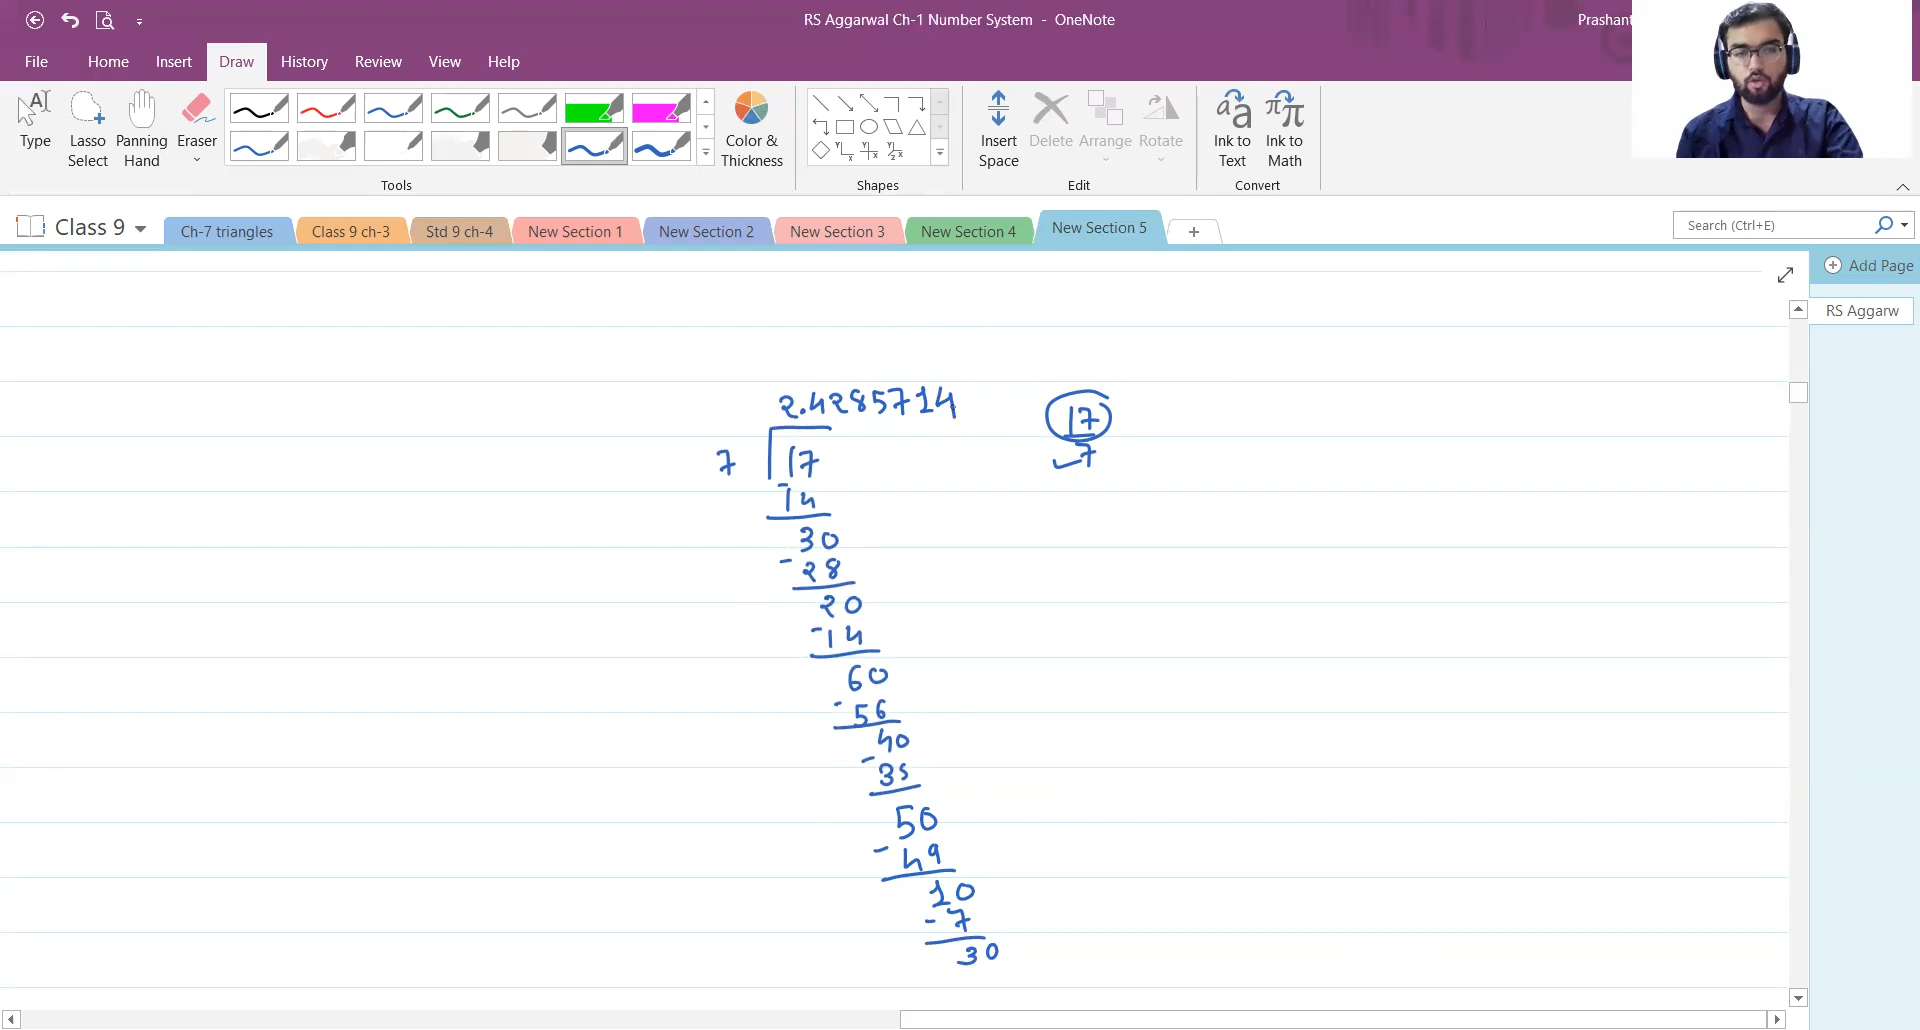 RS Aggarwal Ch-1 Number System - OneNote
Prashant
File Home Insert Draw History Review View Help
Type
Lasso Select
Panning Hand
Eraser
Color & Thickness
Insert Space
Delete
Arrange
Rotate
Ink to Text
Ink to Math
Tools
Shapes
Edit
Convert
Class 9
Ch-7 triangles
Class 9 ch-3
Std 9 ch-4
New Section 1
New Section 2
New Section 3
New Section 4
New Section 5
+
Search (Ctrl+E)
Add Page
RS Aggarw
2.4285714
7 17
- 14
30
- 28
20
- 14
60
- 56
40
- 35
50
- 49
10
- 7
30
17
7